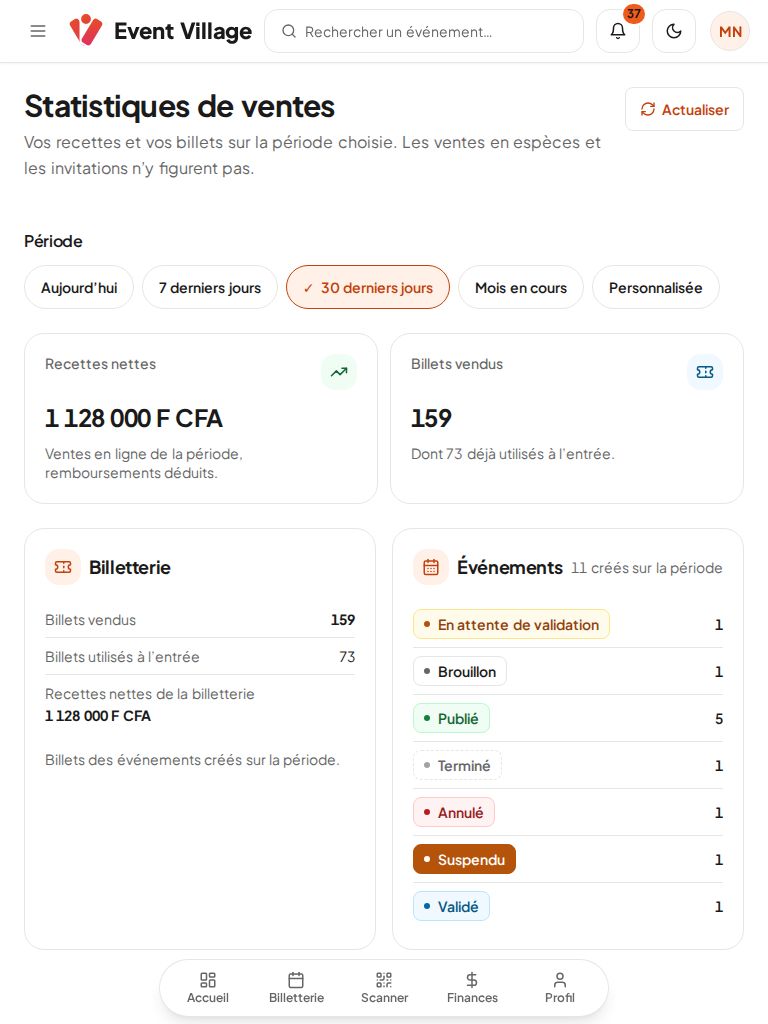 Event Village
Rechercher un événement…
37
MN
Statistiques de ventes
Actualiser
Vos recettes et vos billets sur la période choisie. Les ventes en espèces et
les invitations n’y figurent pas.
Période
Aujourd’hui
7 derniers jours
✓ 30 derniers jours
Mois en cours
Personnalisée
Recettes nettes
1 128 000 F CFA
Ventes en ligne de la période,
remboursements déduits.
Billets vendus
159
Dont 73 déjà utilisés à l’entrée.
Billetterie
Billets vendus 159
Billets utilisés à l’entrée 73
Recettes nettes de la billetterie
1 128 000 F CFA
Billets des événements créés sur la période.
Événements 11 créés sur la période
En attente de validation 1
Brouillon 1
Publié 5
Terminé 1
Annulé 1
Suspendu 1
Validé 1
Accueil
Billetterie
Scanner
Finances
Profil